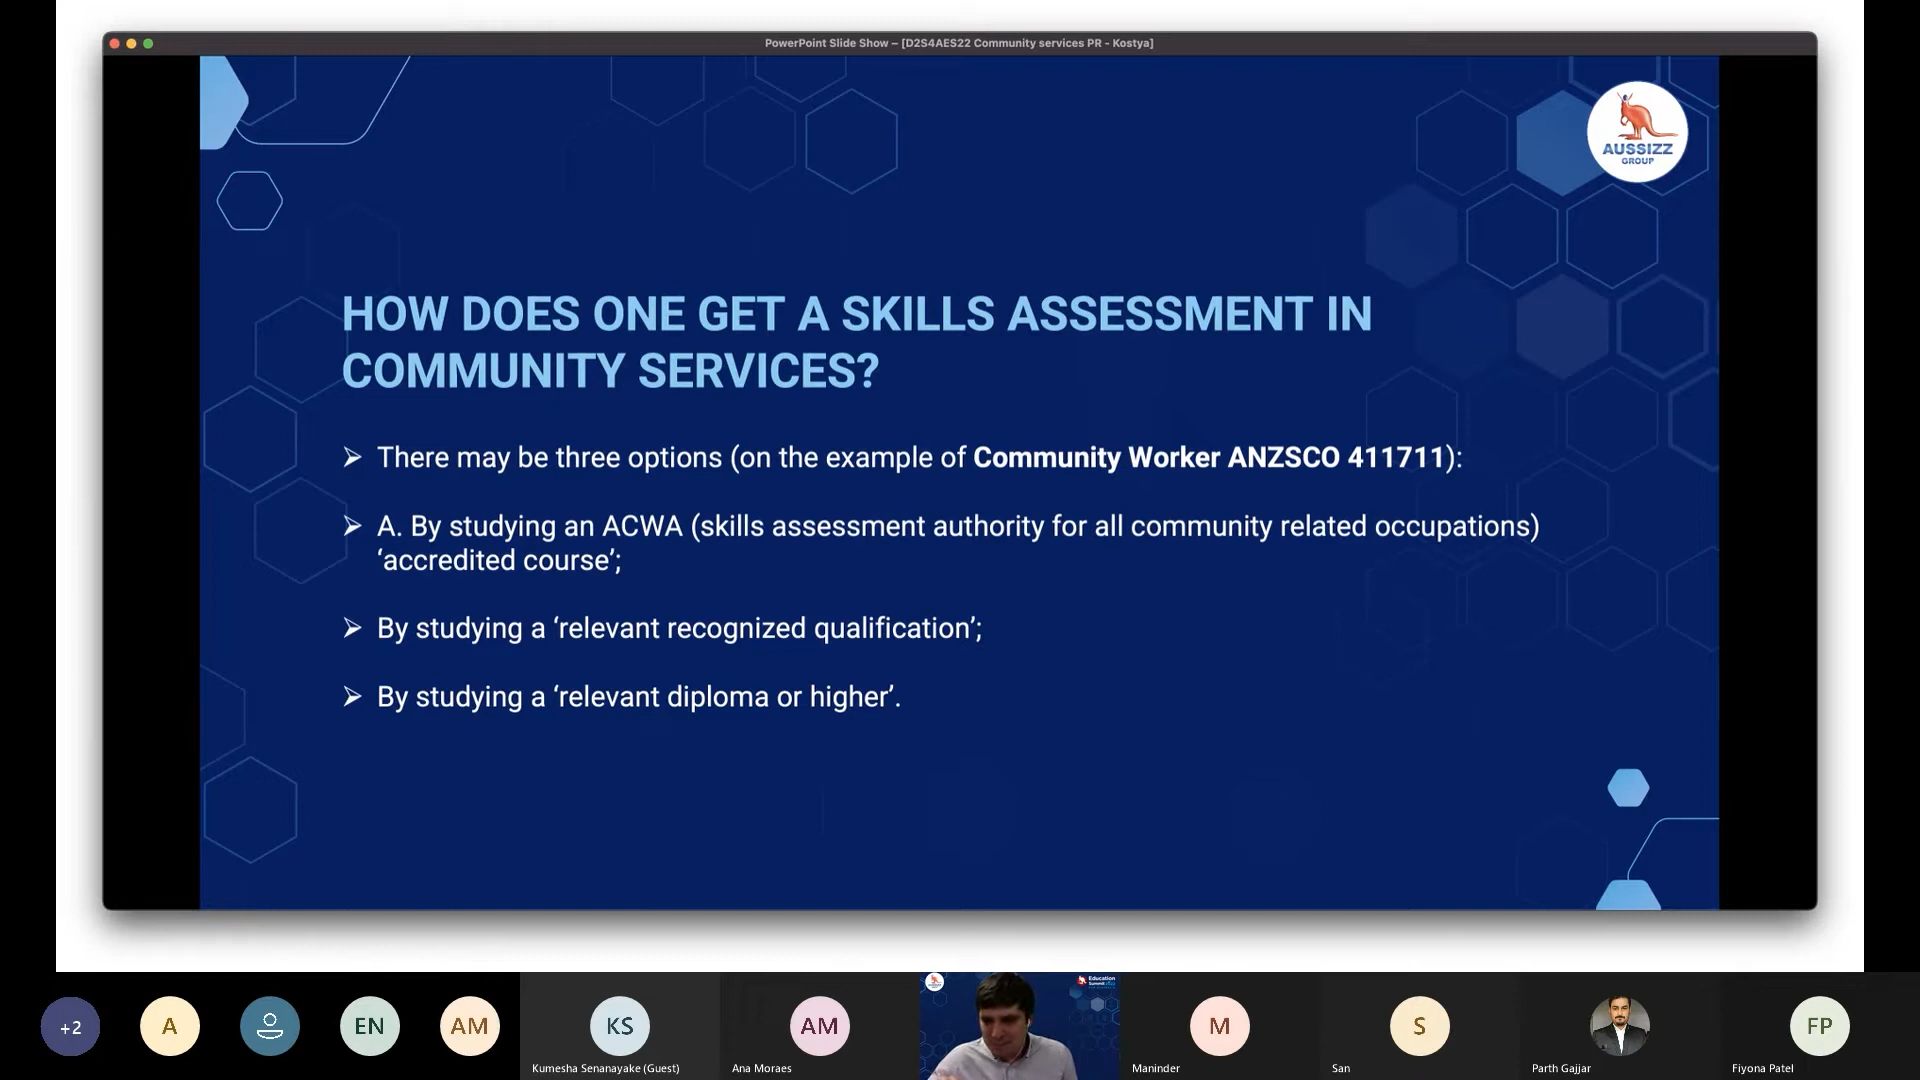 PowerPoint Slide Show – [D2S4AES22 Community services PR - Kostya]
AUSSIZZ
GROUP
HOW DOES ONE GET A SKILLS ASSESSMENT IN
COMMUNITY SERVICES?
➢ There may be three options (on the example of Community Worker ANZSCO 411711):
➢ A. By studying an ACWA (skills assessment authority for all community related occupations)
‘accredited course’;
➢ By studying a ‘relevant recognized qualification’;
➢ By studying a ‘relevant diploma or higher’.
+2
A
EN
AM
KS
Kumesha Senanayake (Guest)
AM
Ana Moraes
Education
M
Maninder
S
San
Parth Gajjar
FP
Fiyona Patel